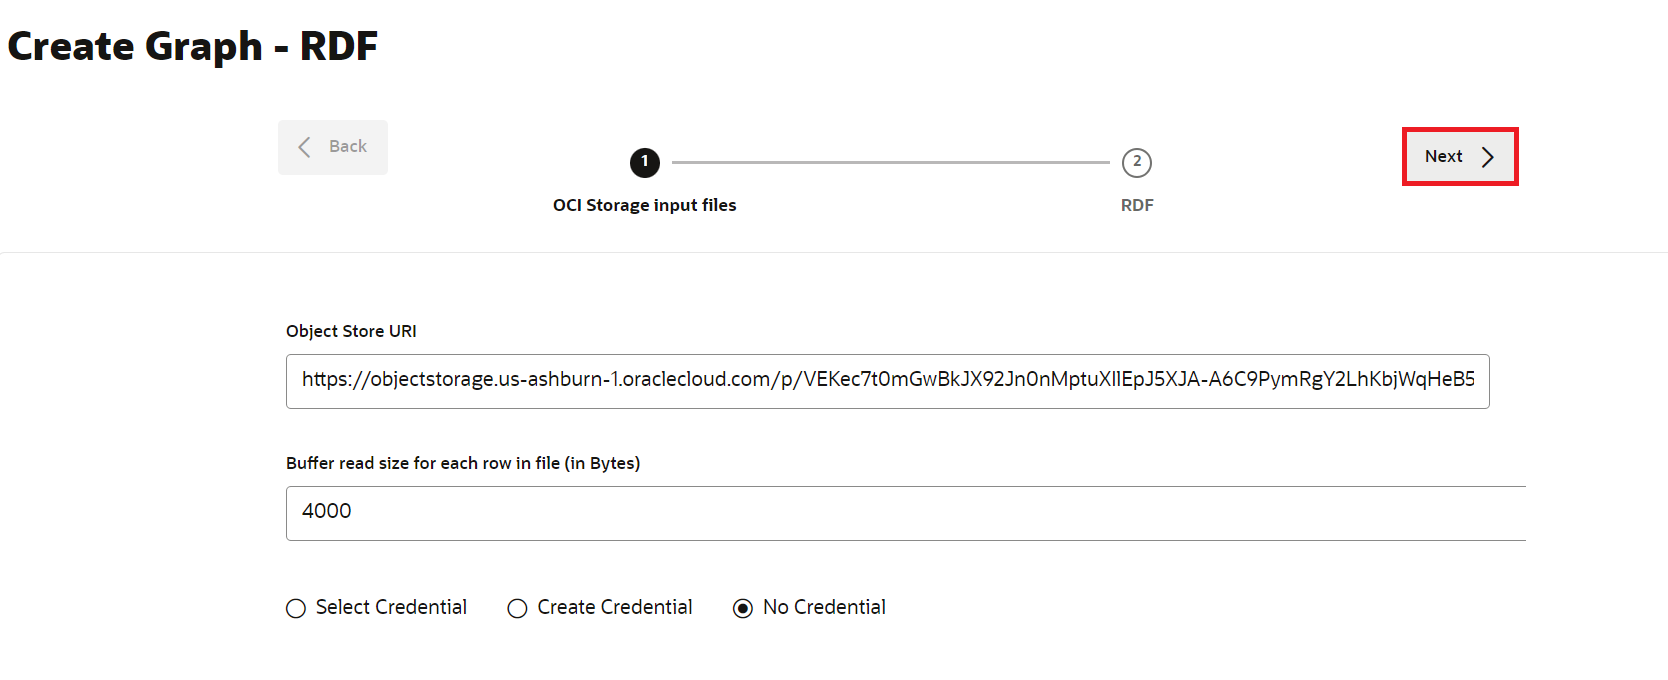 Create Graph - RDF
Back
1
2
Next
OCI Storage input files
RDF
Object Store URI
https://objectstorage.us-ashburn-1.oraclecloud.com/p/VEKec7t0mGwBkJX92Jn0nMptuXIlEpJ5XJA-A6C9PymRgY2LhKbjWqHeB5
Buffer read size for each row in file (in Bytes)
4000
Select Credential
Create Credential
No Credential